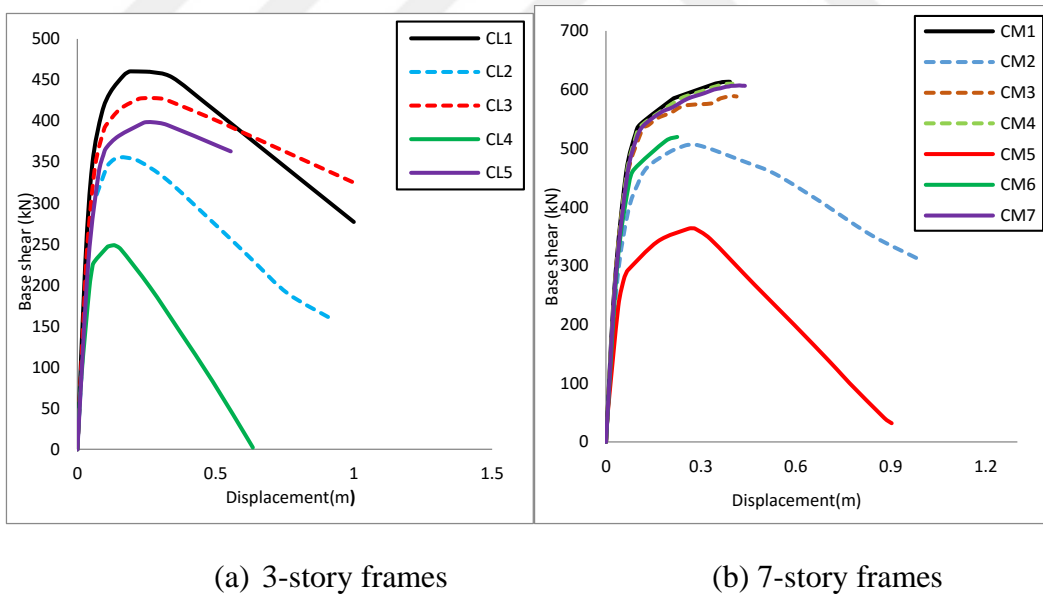 500
450
400
350
300
250
200
150
100
50
0
Base shear (kN)
0
0.5
1
1.5
Displacement(m)
CL1
CL2
CL3
CL4
CL5
700
600
500
400
300
200
100
0
Base shear (kN)
0
0.3
0.6
0.9
1.2
Displacement(m)
CM1
CM2
CM3
CM4
CM5
CM6
CM7
(a) 3-story frames
(b) 7-story frames